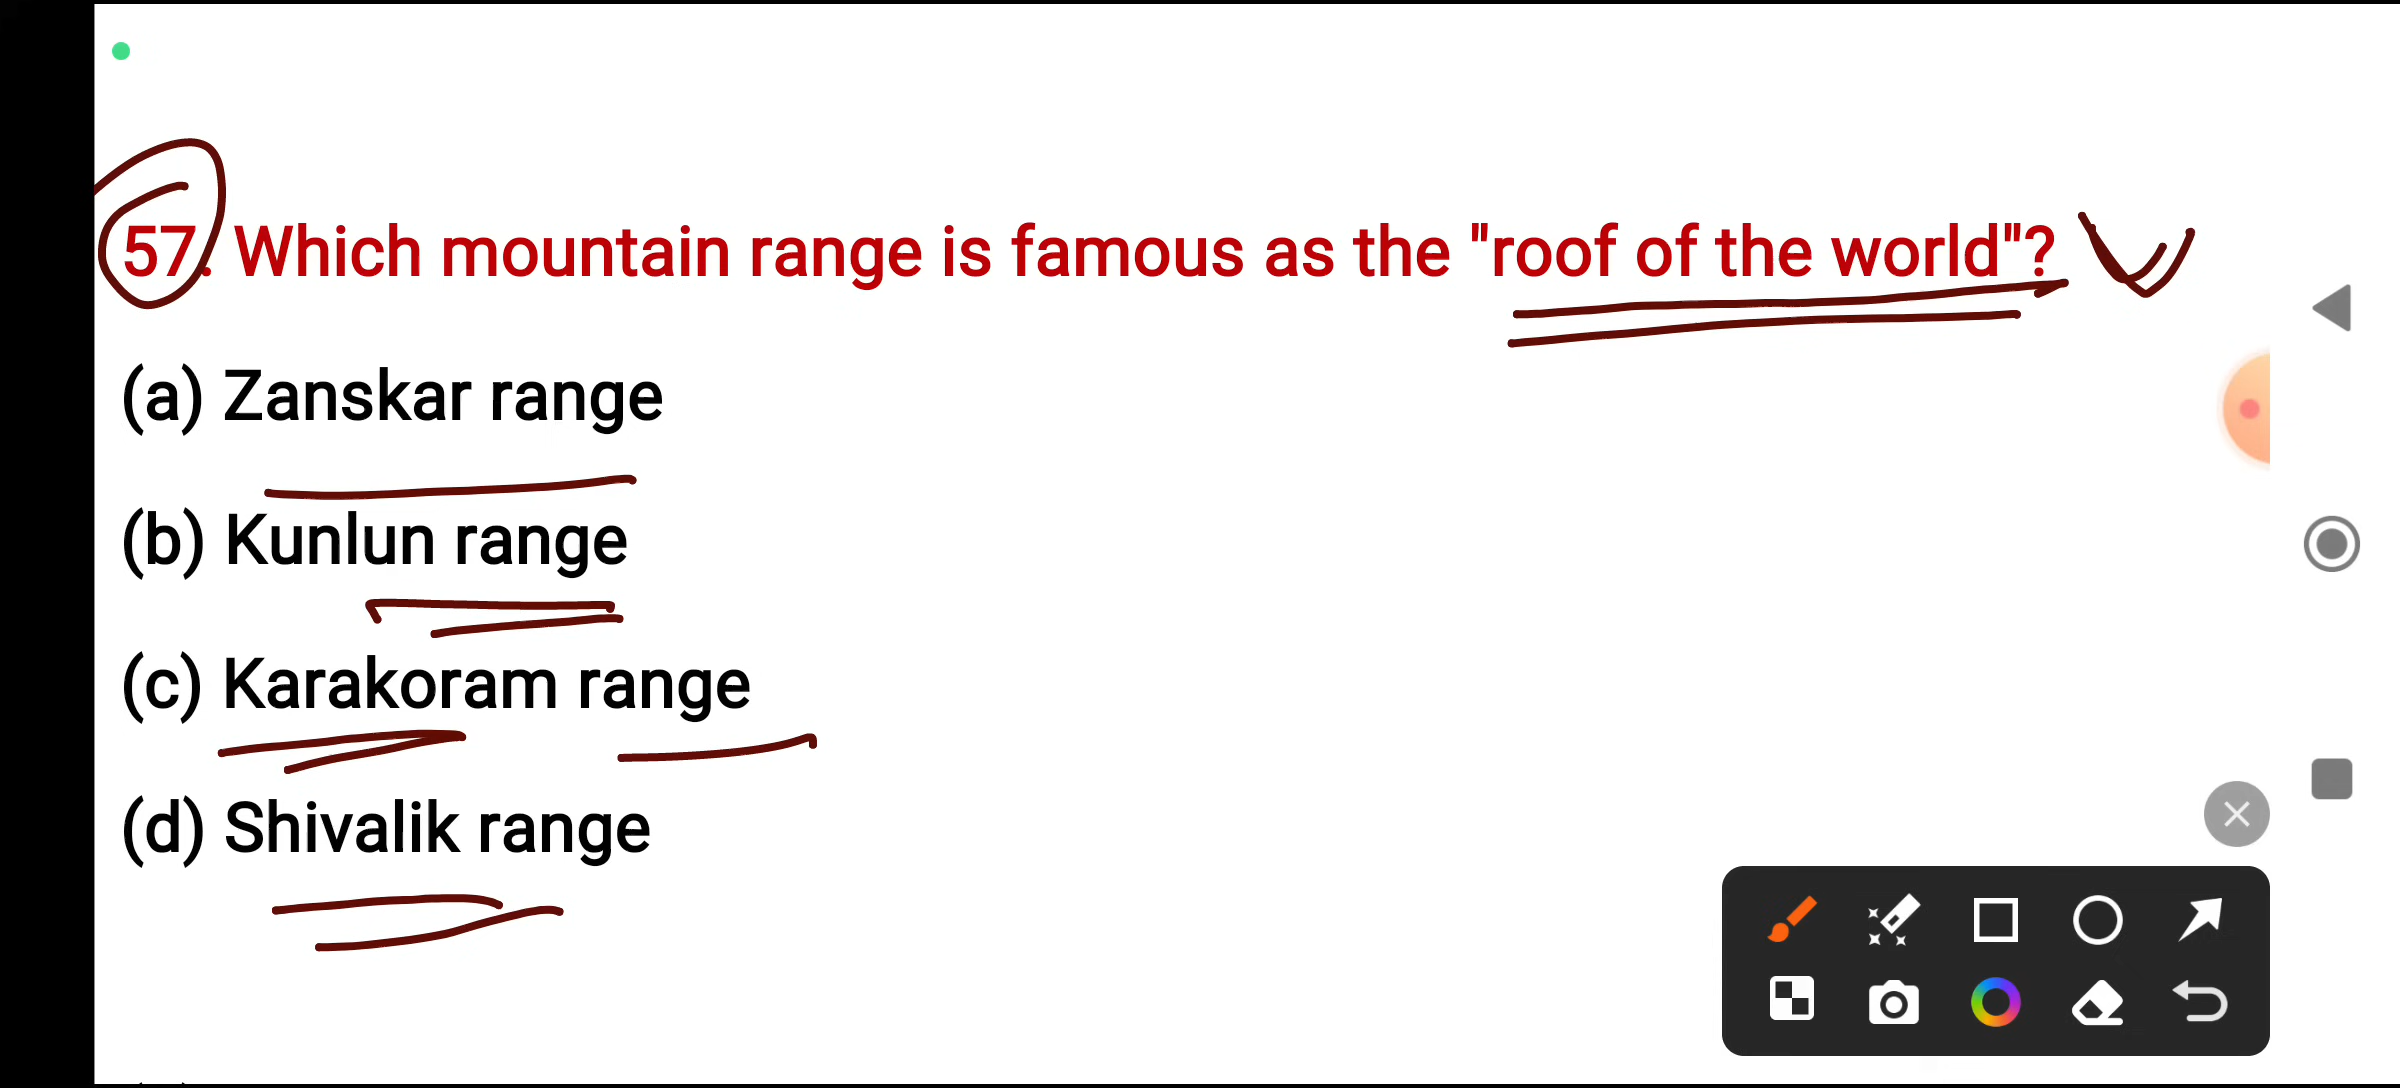 57. Which mountain range is famous as the "roof of the world"?
(a) Zanskar range
(b) Kunlun range
(c) Karakoram range
(d) Shivalik range